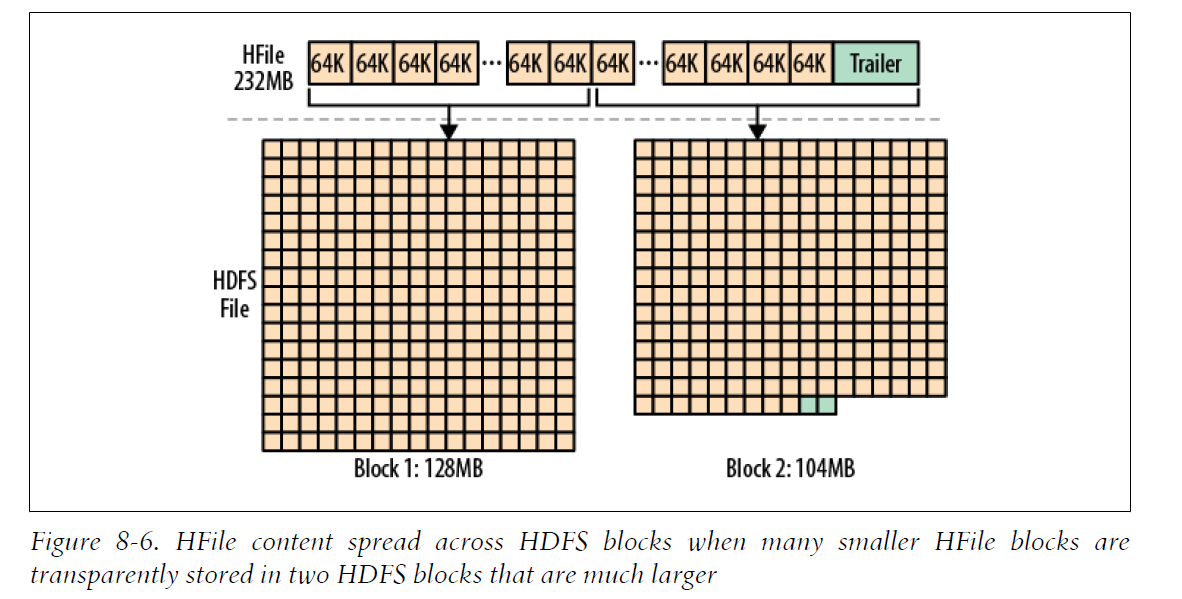 HFile
232MB
64K 64K 64K 64K ··· 64K 64K 64K ··· 64K 64K 64K 64K Trailer
HDFS
File
Block 1: 128MB
Block 2: 104MB
Figure 8-6. HFile content spread across HDFS blocks when many smaller HFile blocks are
transparently stored in two HDFS blocks that are much larger